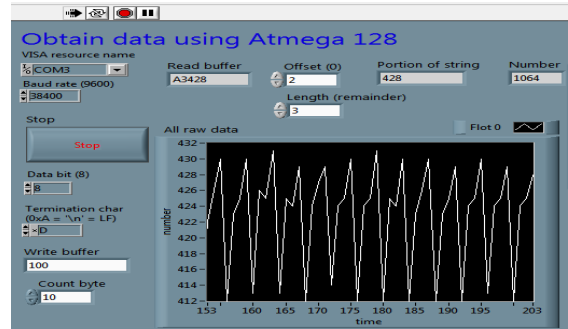 Obtain data using Atmega 128
VISA resource name
COM3
Baud rate (9600)
38400
Read buffer
A3428
Offset (0)
2
Portion of string
428
Number
1064
Length (remainder)
3
Stop
Stop
Data bit (8)
8
Termination char
(0xA = '\n' = LF)
×D
Write buffer
100
Count byte
10
All raw data
Plot 0
number
432
430
428
426
424
422
420
418
416
414
412
153 160 165 170 175 180 185 190 195 203
time